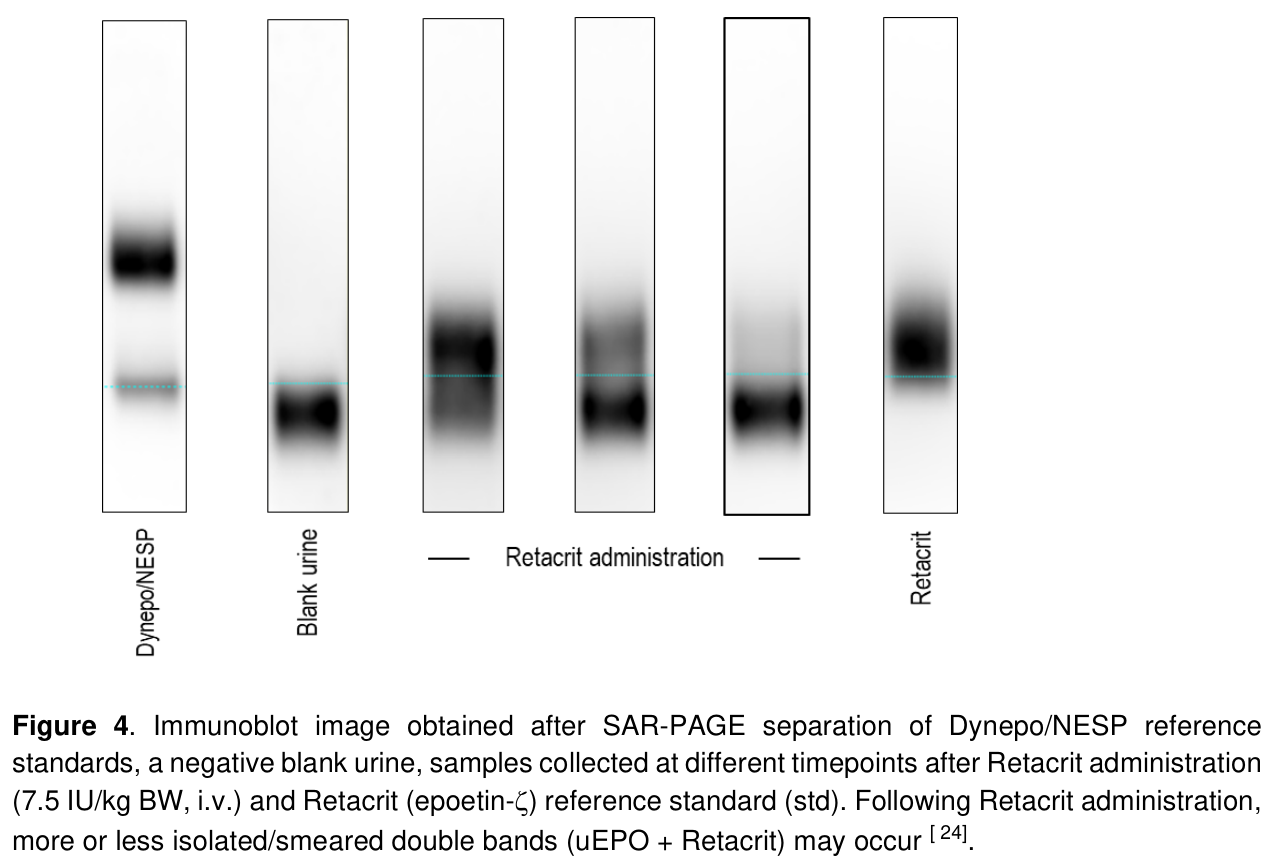 Dynepo/NESP
Blank urine
Retacrit administration
Retacrit
Figure 4. Immunoblot image obtained after SAR-PAGE separation of Dynepo/NESP reference
standards, a negative blank urine, samples collected at different timepoints after Retacrit administration
(7.5 IU/kg BW, i.v.) and Retacrit (epoetin-ζ) reference standard (std). Following Retacrit administration,
more or less isolated/smeared double bands (uEPO + Retacrit) may occur [24].